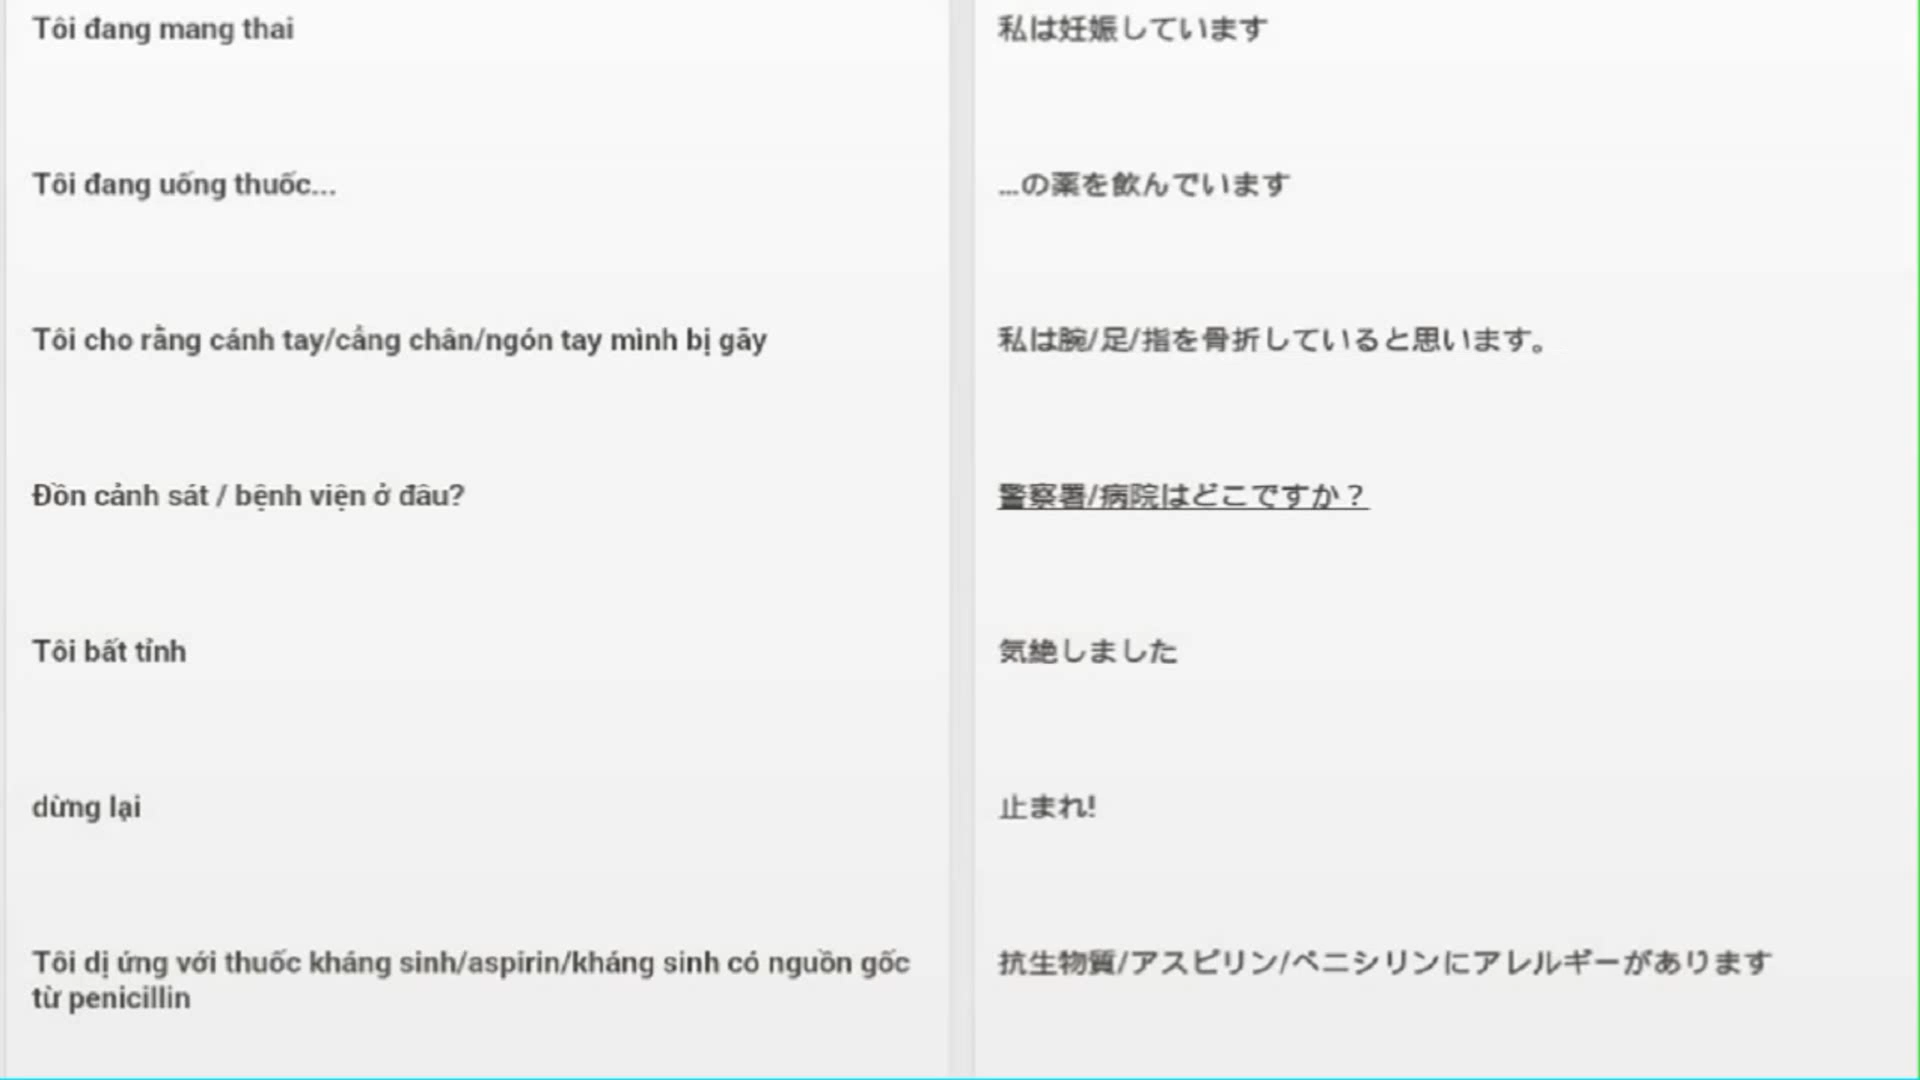 Tôi đang mang thai
私は妊娠しています
Tôi đang uống thuốc...
...の薬を飲んでいます
Tôi cho rằng cánh tay/cẳng chân/ngón tay mình bị gãy
私は腕/足/指を骨折していると思います。
Đồn cảnh sát / bệnh viện ở đâu?
警察署/病院はどこですか？
Tôi bất tỉnh
気絶しました
dừng lại
止まれ!
Tôi dị ứng với thuốc kháng sinh/aspirin/kháng sinh có nguồn gốc
từ penicillin
抗生物質/アスピリン/ペニシリンにアレルギーがあります